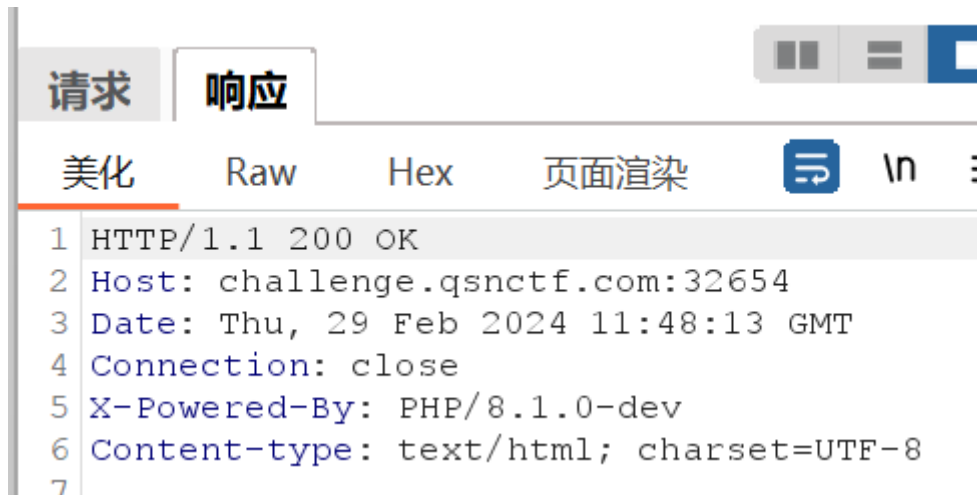 请求 响应
美化 Raw Hex 页面渲染 \n
1 HTTP/1.1 200 OK
2 Host: challenge.qsnctf.com:32654
3 Date: Thu, 29 Feb 2024 11:48:13 GMT
4 Connection: close
5 X-Powered-By: PHP/8.1.0-dev
6 Content-type: text/html; charset=UTF-8
7